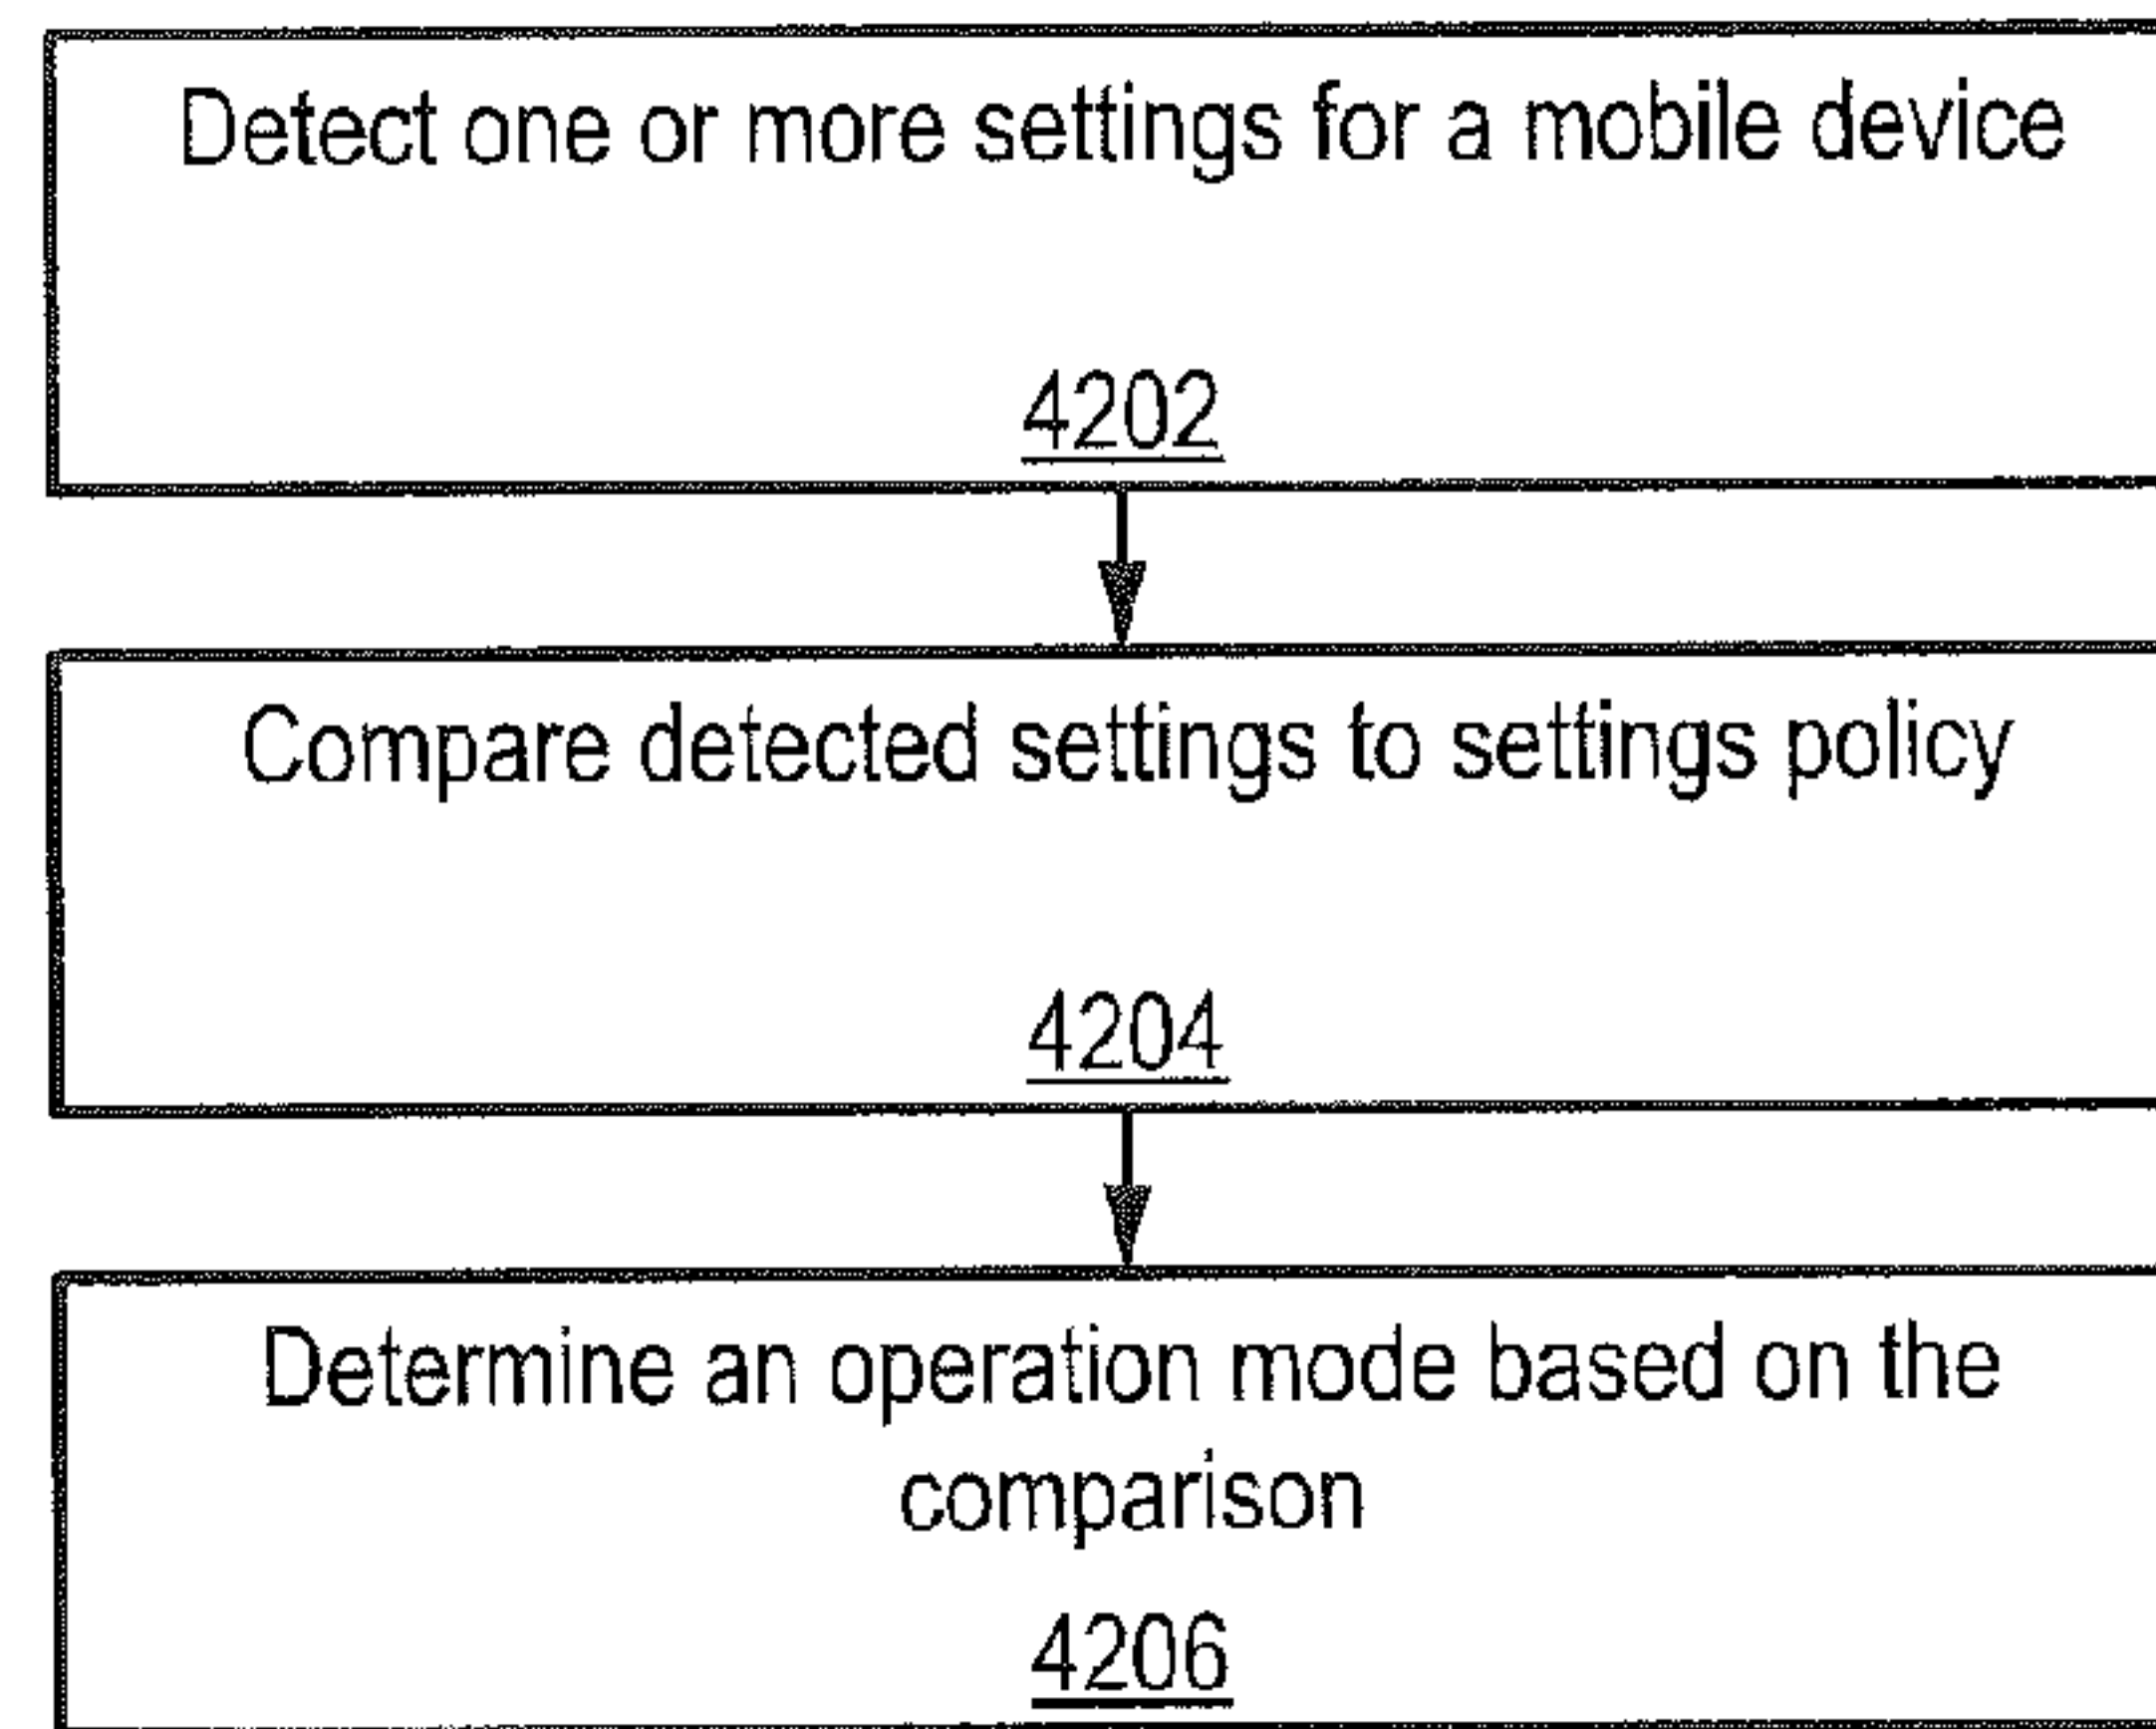 Detect one or more settings for a mobile device
4202
Compare detected settings to settings policy
4204
Determine an operation mode based on the
comparison
4206